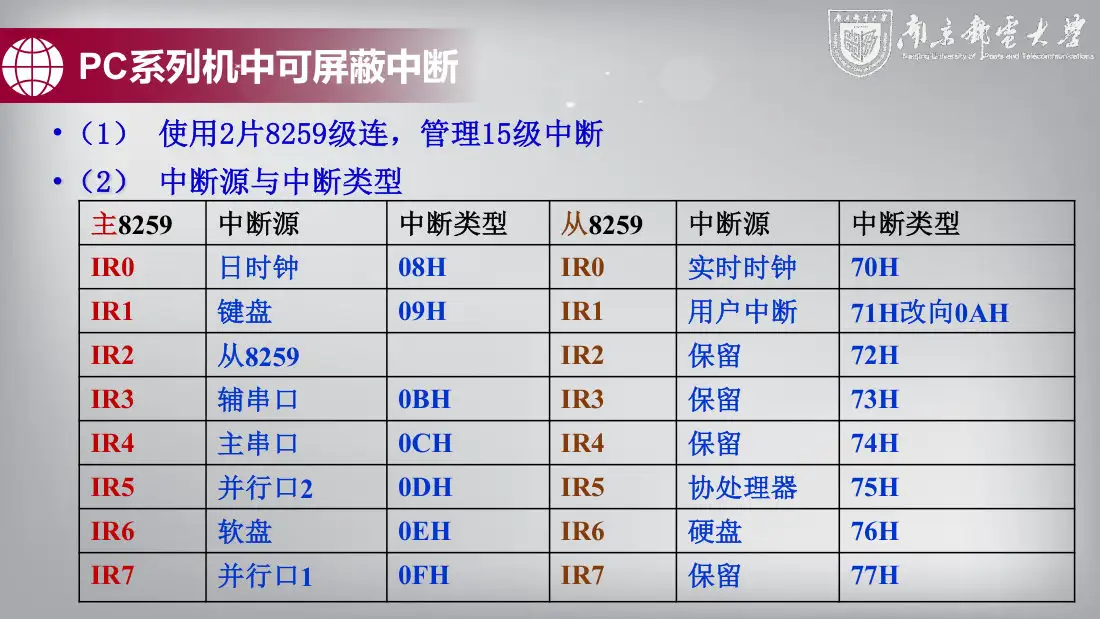 PC系列机中可屏蔽中断
南京邮电大学
Nanjing University of Posts and Telecommunications
•（1） 使用2片8259级连，管理15级中断
•（2） 中断源与中断类型
主8259 中断源 中断类型 从8259 中断源 中断类型
IR0 日时钟 08H IR0 实时时钟 70H
IR1 键盘 09H IR1 用户中断 71H改向0AH
IR2 从8259 IR2 保留 72H
IR3 辅串口 0BH IR3 保留 73H
IR4 主串口 0CH IR4 保留 74H
IR5 并行口2 0DH IR5 协处理器 75H
IR6 软盘 0EH IR6 硬盘 76H
IR7 并行口1 0FH IR7 保留 77H